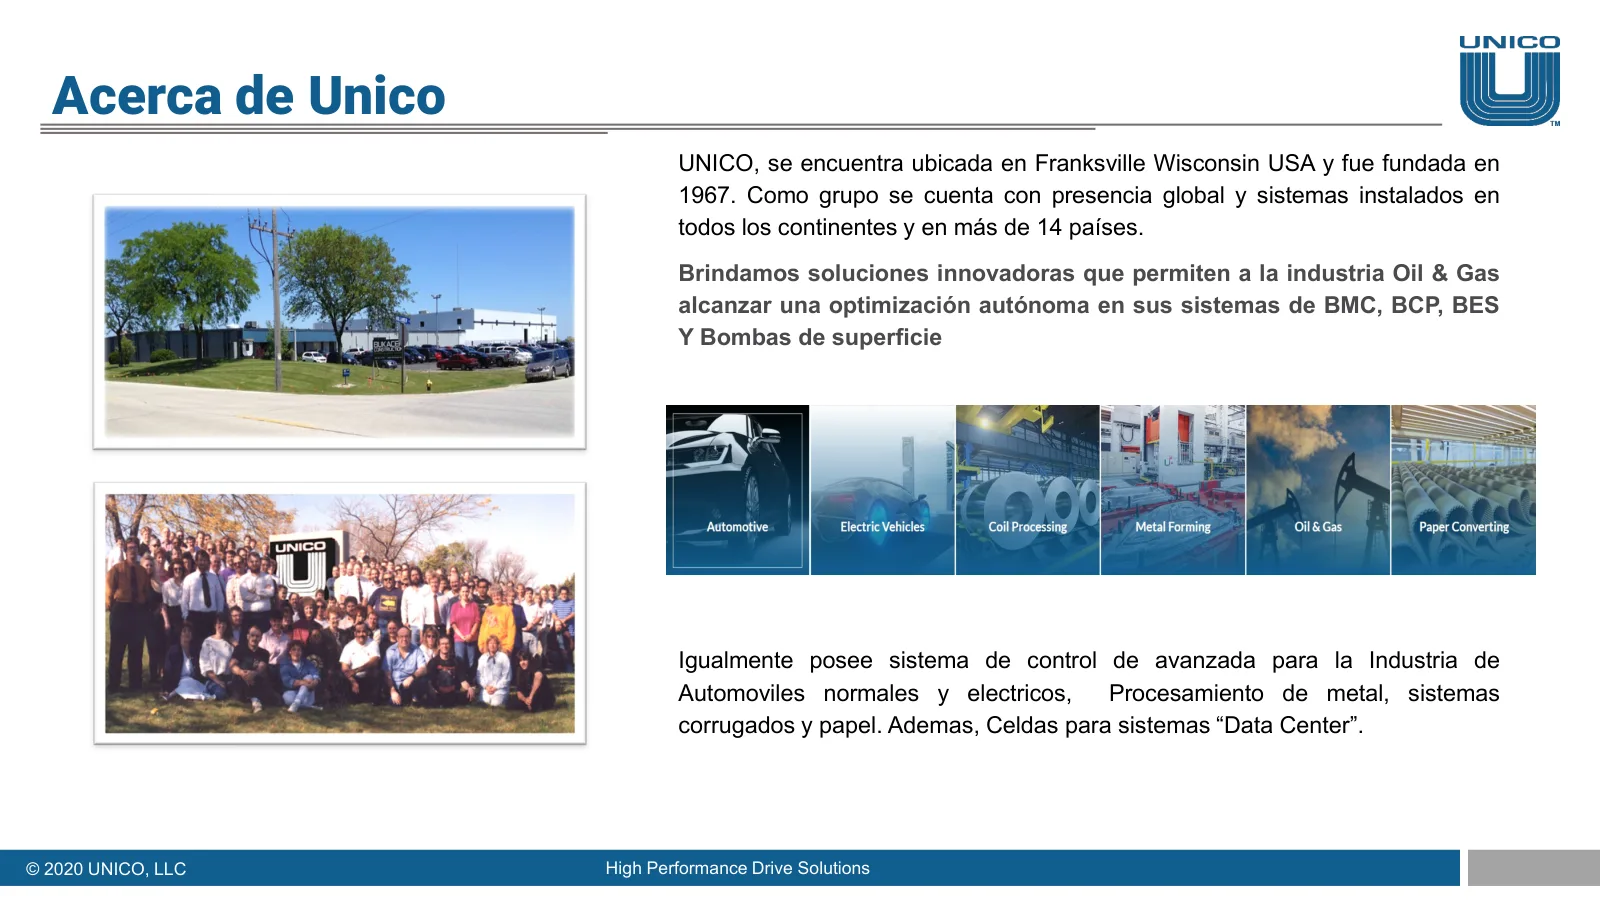 UNICO
TM
Acerca de Unico
UNICO, se encuentra ubicada en Franksville Wisconsin USA y fue fundada en
1967. Como grupo se cuenta con presencia global y sistemas instalados en
todos los continentes y en más de 14 países.
Brindamos soluciones innovadoras que permiten a la industria Oil & Gas
alcanzar una optimización autónoma en sus sistemas de BMC, BCP, BES
Y Bombas de superficie
UNICO
Automotive
Electric Vehicles
Coil Processing
Metal Forming
Oil & Gas
Paper Converting
Igualmente posee sistema de control de avanzada para la Industria de
Automoviles normales y electricos, Procesamiento de metal, sistemas
corrugados y papel. Ademas, Celdas para sistemas “Data Center”.
© 2020 UNICO, LLC
High Performance Drive Solutions